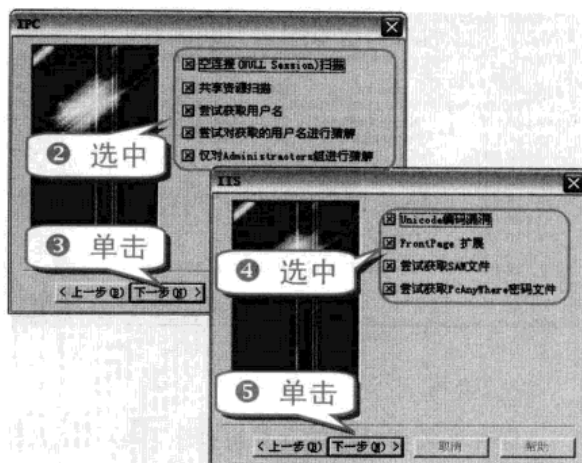 IPC
空连接(NULL Session)扫描
共享资源扫描
尝试获取用户名
尝试对获取的用户名进行猜解
仅对Administractors组进行猜解
❷ 选中
❸ 单击
<上一步(B) 下一步(N) >
IIS
Unicode编码漏洞
FrontPage 扩展
尝试获取SAM文件
尝试获取PcAnyWhere密码文件
❹ 选中
❺ 单击
<上一步(B) 下一步(N) > 取消 帮助